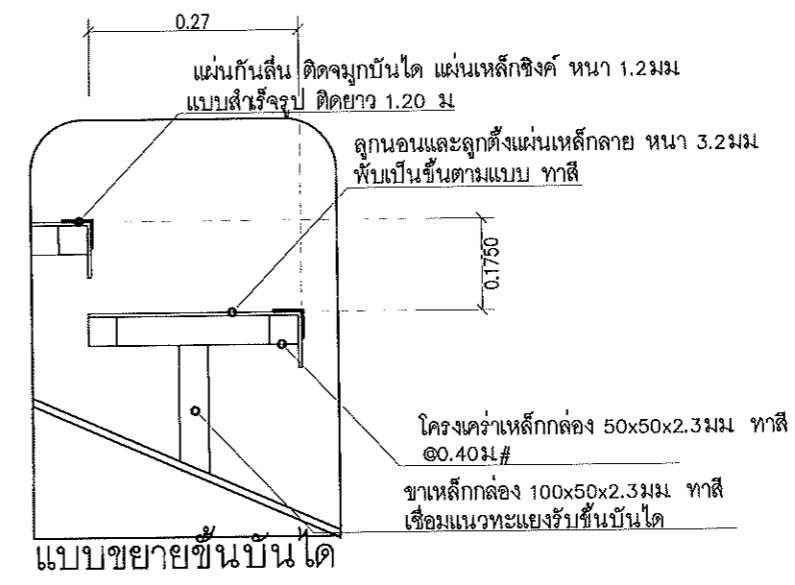 0.27
แผ่นกันลื่น ติดจมูกบันได แผ่นเหล็กซิงค์ หนา 1.2มม
แบบสำเร็จรูป ติดยาว 1.20 ม
ลูกนอนและลูกตั้งแผ่นเหล็กลาย หนา 3.2มม
พับเป็นขั้นตามแบบ ทาสี
0.1750
โครงเคร่าเหล็กกล่อง 50x50x2.3มม ทาสี
@0.40ม#
ขาเหล็กกล่อง 100x50x2.3มม ทาสี
เชื่อมแนวทะแยงรับขั้นบันได
แบบขยายขั้นบันได